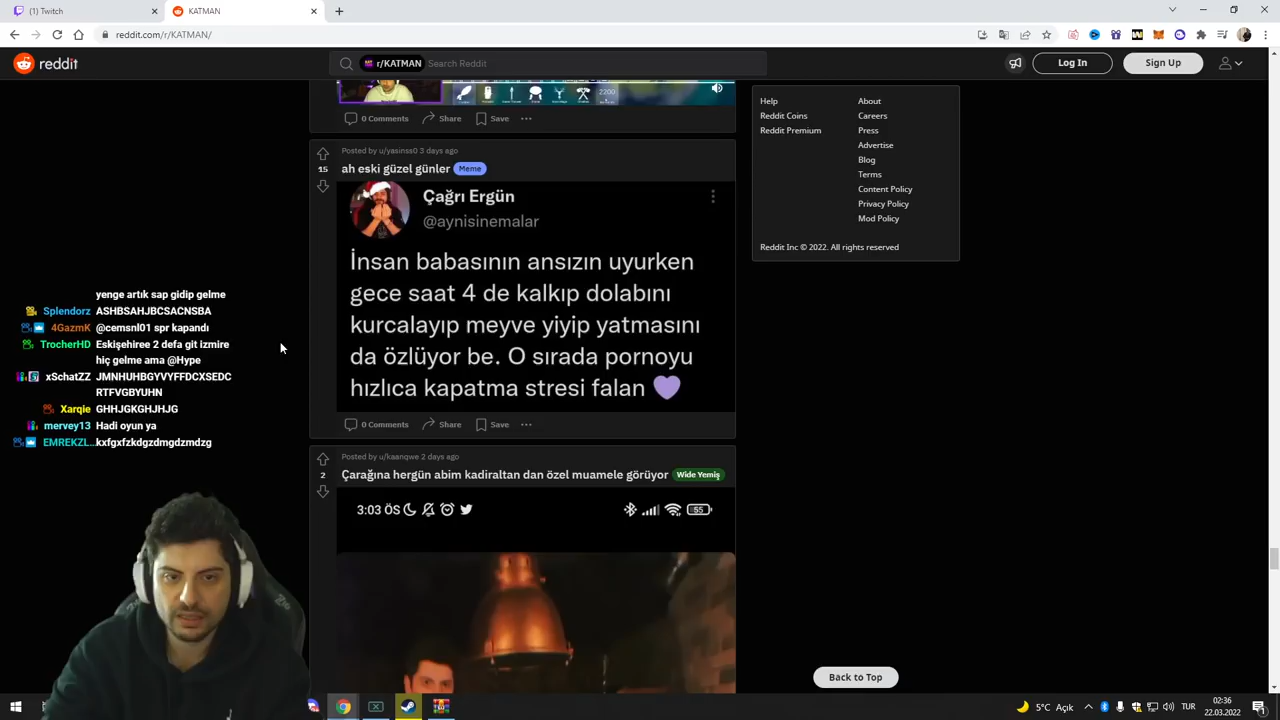 (1) Twitch
KATMAN
reddit.com/r/KATMAN/
reddit
r/KATMAN
Search Reddit
Log In
Sign Up
2200
0 Comments
Share
Save
Posted by u/yasinss0 3 days ago
15
ah eski güzel günler
Meme
Çağrı Ergün
@aynisinemalar
İnsan babasının ansızın uyurken
gece saat 4 de kalkıp dolabını
kurcalayıp meyve yiyip yatmasını
da özlüyor be. O sırada pornoyu
hızlıca kapatma stresi falan
0 Comments
Share
Save
Posted by u/kaanqwe 2 days ago
2
Çarağına hergün abim kadiraltan dan özel muamele görüyor
Wide Yemiş
3:03 ÖS
55
Help
Reddit Coins
Reddit Premium
About
Careers
Press
Advertise
Blog
Terms
Content Policy
Privacy Policy
Mod Policy
Reddit Inc © 2022. All rights reserved
yenge artık sap gidip gelme
Splendorz ASHBSAHJBCSACNSBA
4GazmK @cemsnl01 spr kapandı
TrocherHD Eskişehiree 2 defa git izmire
hiç gelme ama @Hype
xSchatZZ JMNHUHBGYVYFFDCXSEDC
RTFVGBYUHN
Xarqie GHHJGKGHJHJG
mervey13 Hadi oyun ya
EMREKZL... kxfgxfzkdgzdmgdzmdzg
Back to Top
5°C Açık
TUR
02:36
22.03.2022
1